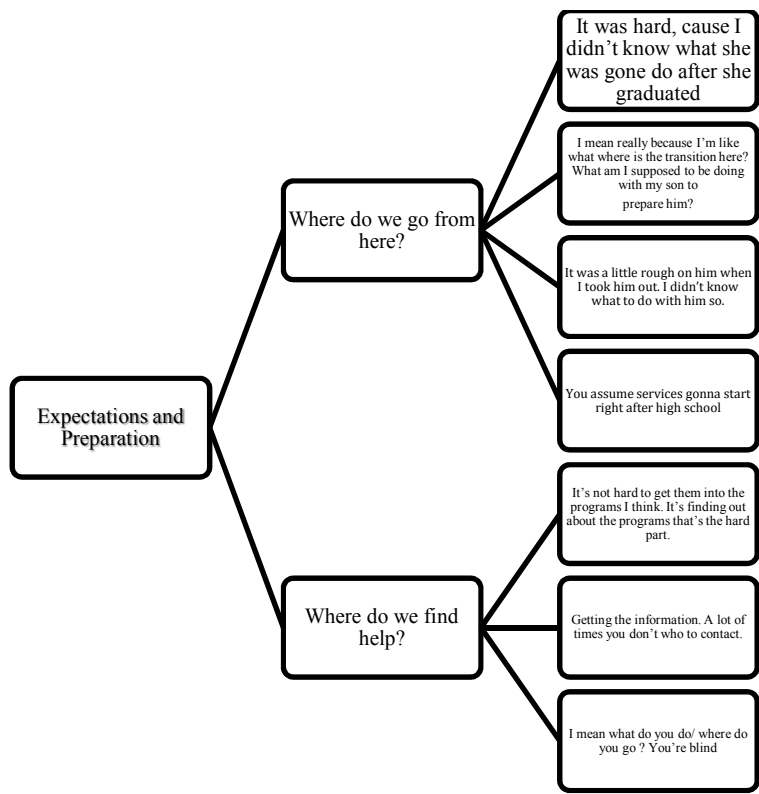 It was hard, cause I
didn’t know what she
was gone do after she
graduated
I mean really because I’m like
what where is the transition here?
What am I supposed to be doing
with my son to
prepare him?
Where do we go from
here?
It was a little rough on him when
I took him out. I didn’t know
what to do with him so.
You assume services gonna start
right after high school
Expectations and
Preparation
It’s not hard to get them into the
programs I think. It’s finding out
about the programs that’s the hard
part.
Where do we find
help?
Getting the information. A lot of
times you don’t who to contact.
I mean what do you do/ where do
you go ? You’re blind